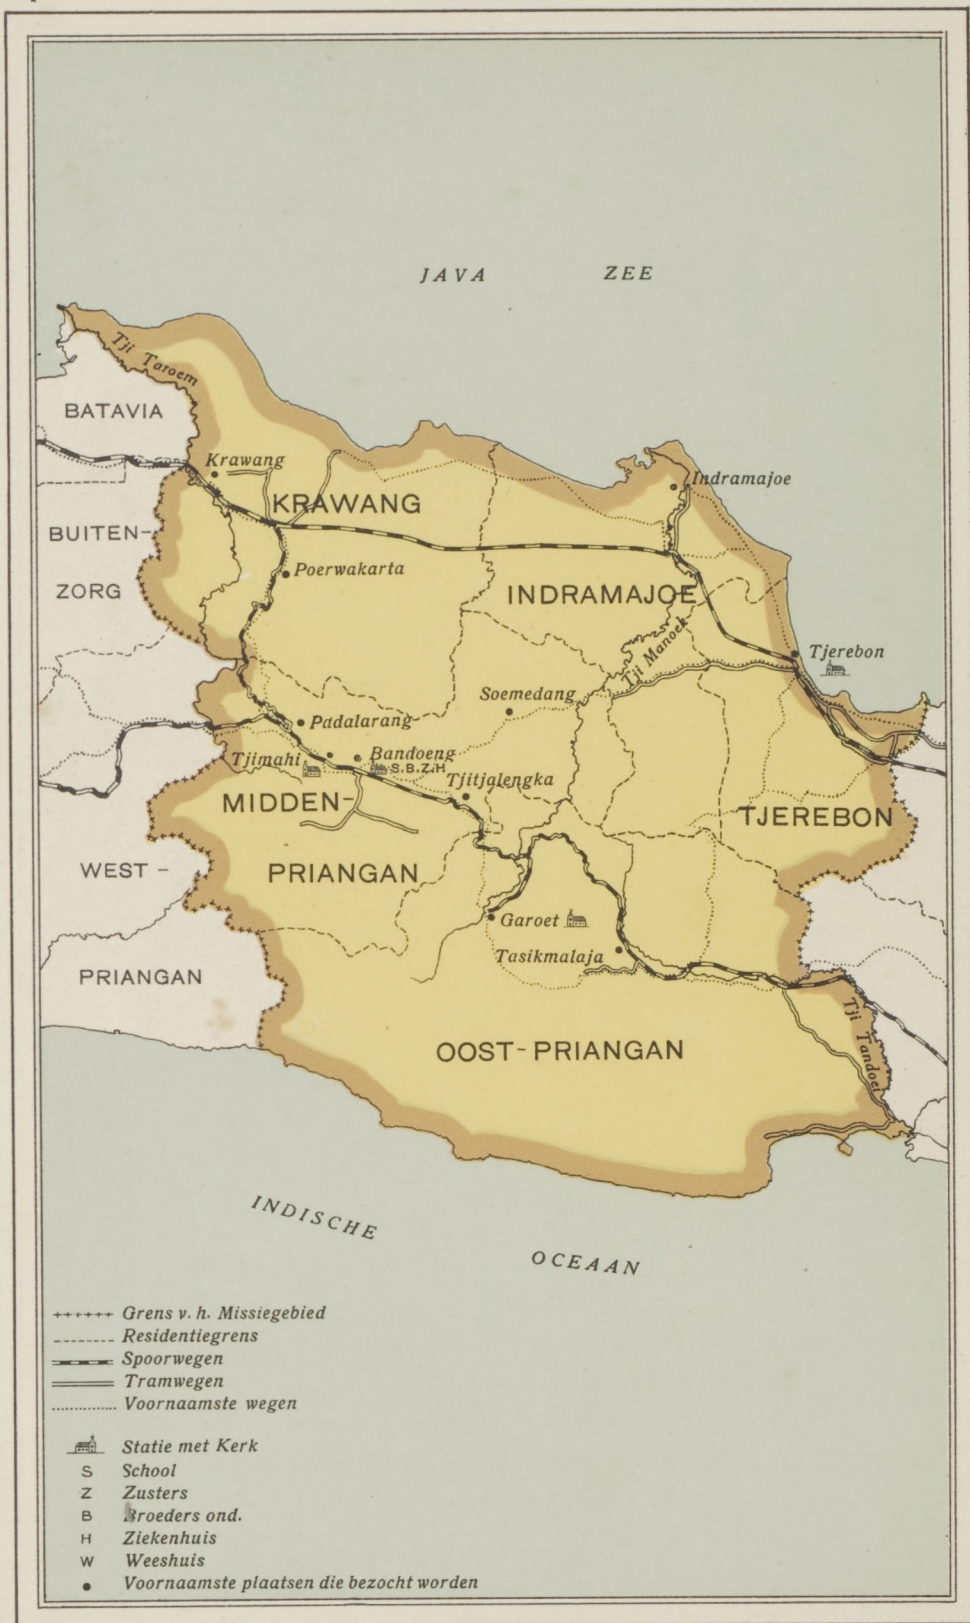 JAVA ZEE
Tji Taroem
BATAVIA
Krawang
KRAWANG
Indramajoe
BUITEN-
ZORG
Poerwakarta
INDRAMAJOE
Tji Manoek
Tjerebon
Soemedang
Padalarang
Tjimahi
Bandoeng
S.B.Z.H
Tjitjalengka
MIDDEN-
TJEREBON
WEST -
PRIANGAN
Garoet
Tasikmalaja
PRIANGAN
OOST-PRIANGAN
Tji Tandoei
INDISCHE
OCEAAN
Grens v. h. Missiegebied
Residentiegrens
Spoorwegen
Tramwegen
Voornaamste wegen
Statie met Kerk
S School
Z Zusters
B Broeders ond.
H Ziekenhuis
W Weeshuis
Voornaamste plaatsen die bezocht worden